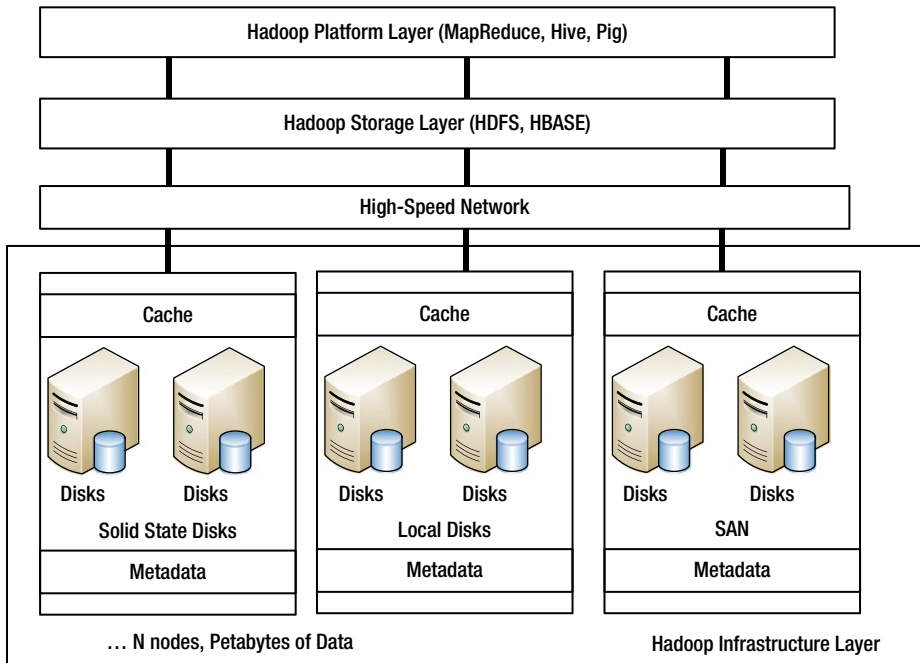 Hadoop Platform Layer (MapReduce, Hive, Pig)
Hadoop Storage Layer (HDFS, HBASE)
High-Speed Network
Cache
Disks Disks
Solid State Disks
Metadata
Cache
Disks Disks
Local Disks
Metadata
Cache
Disks Disks
SAN
Metadata
… N nodes, Petabytes of Data
Hadoop Infrastructure Layer